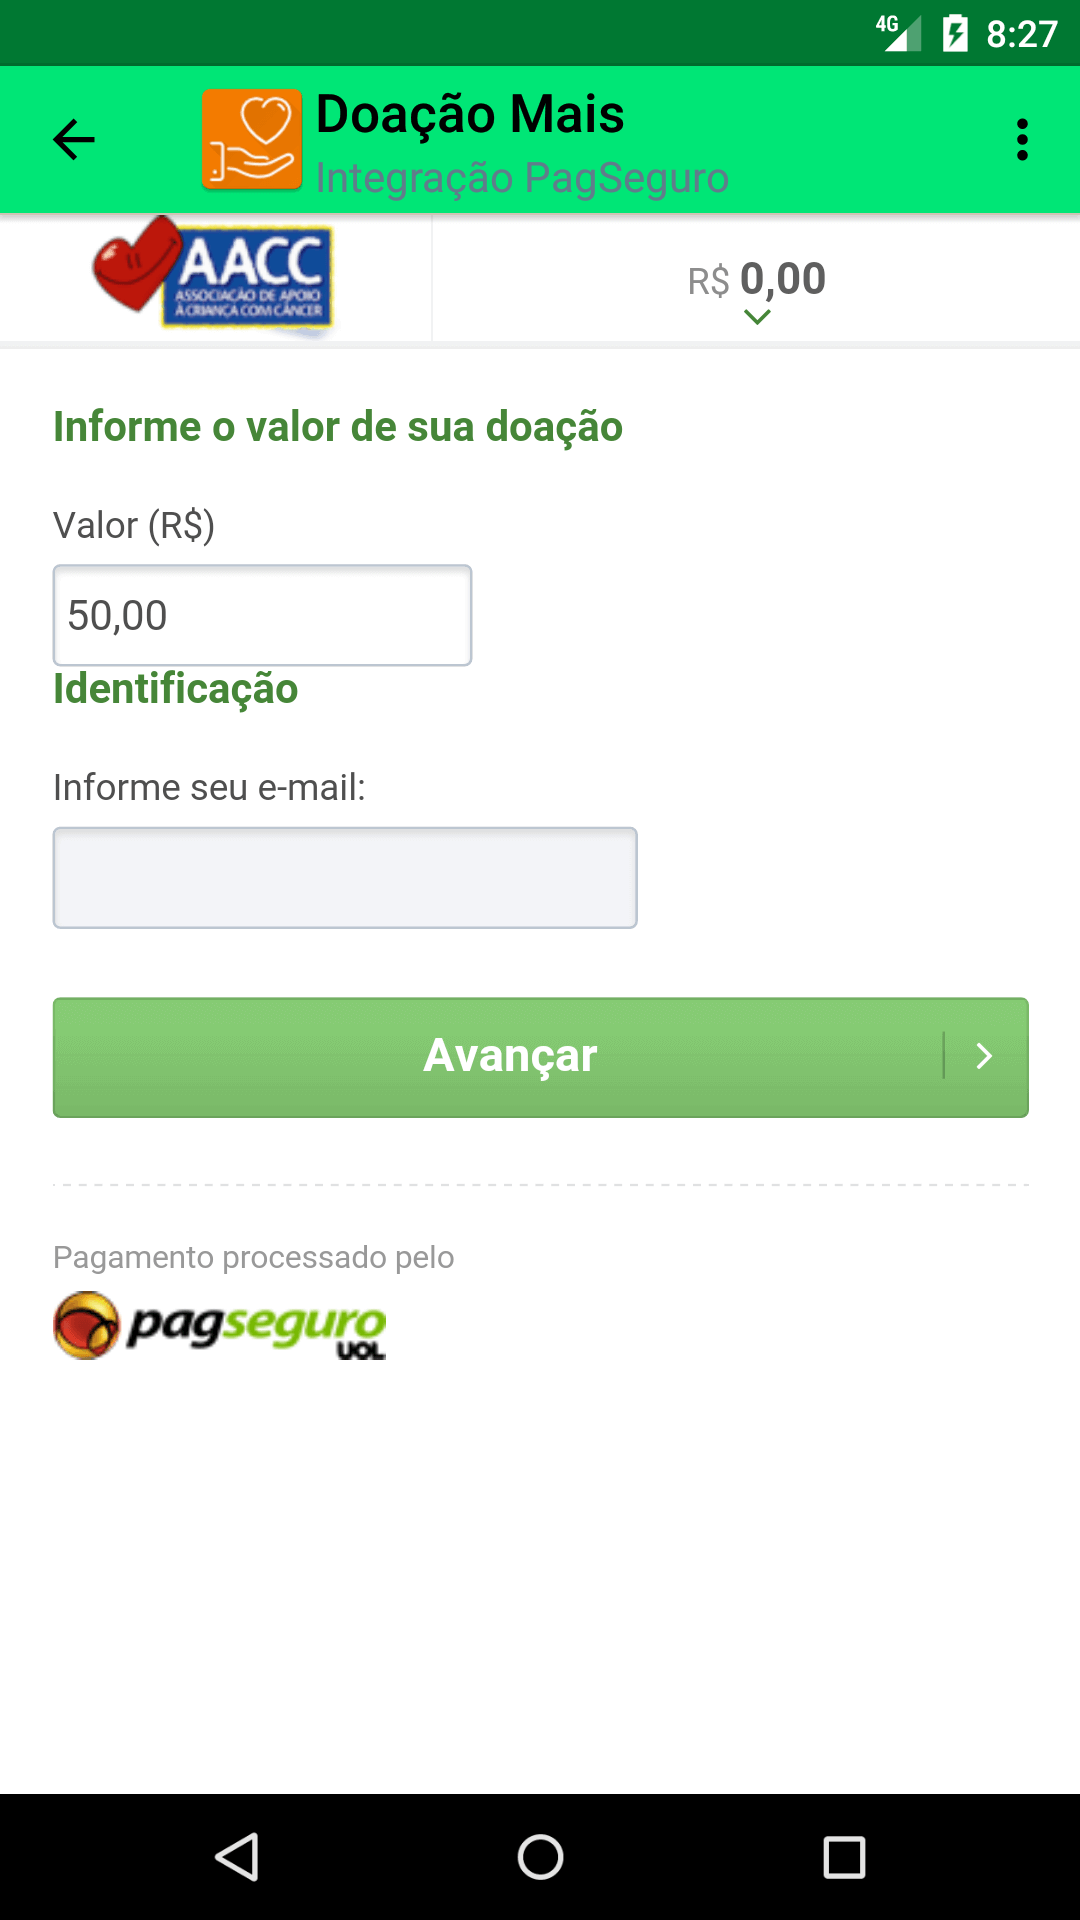 4G 8:27
Doação Mais
Integração PagSeguro
AACC
ASSOCIAÇÃO DE APOIO
À CRIANÇA COM CÂNCER
R$ 0,00
Informe o valor de sua doação
Valor (R$)
50,00
Identificação
Informe seu e-mail:
Avançar
Pagamento processado pelo
pagseguro
UOL